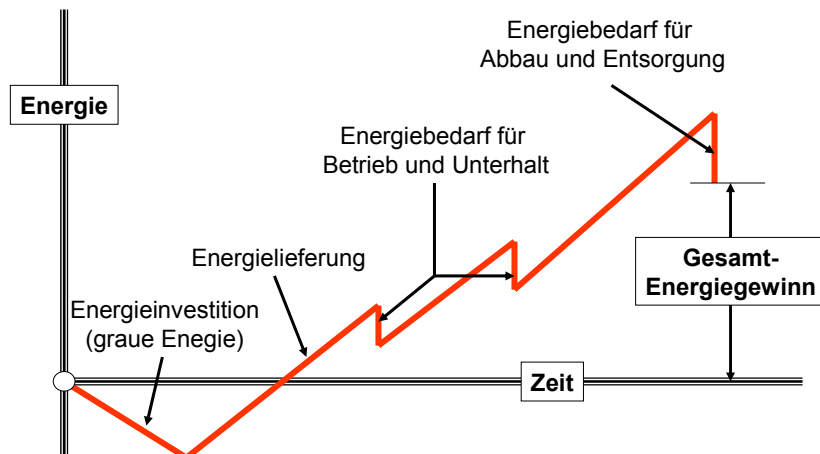 Energiebedarf für
Abbau und Entsorgung
Energie
Energiebedarf für
Betrieb und Unterhalt
Energielieferung
Gesamt-
Energiegewinn
Energieinvestition
(graue Enegie)
Zeit